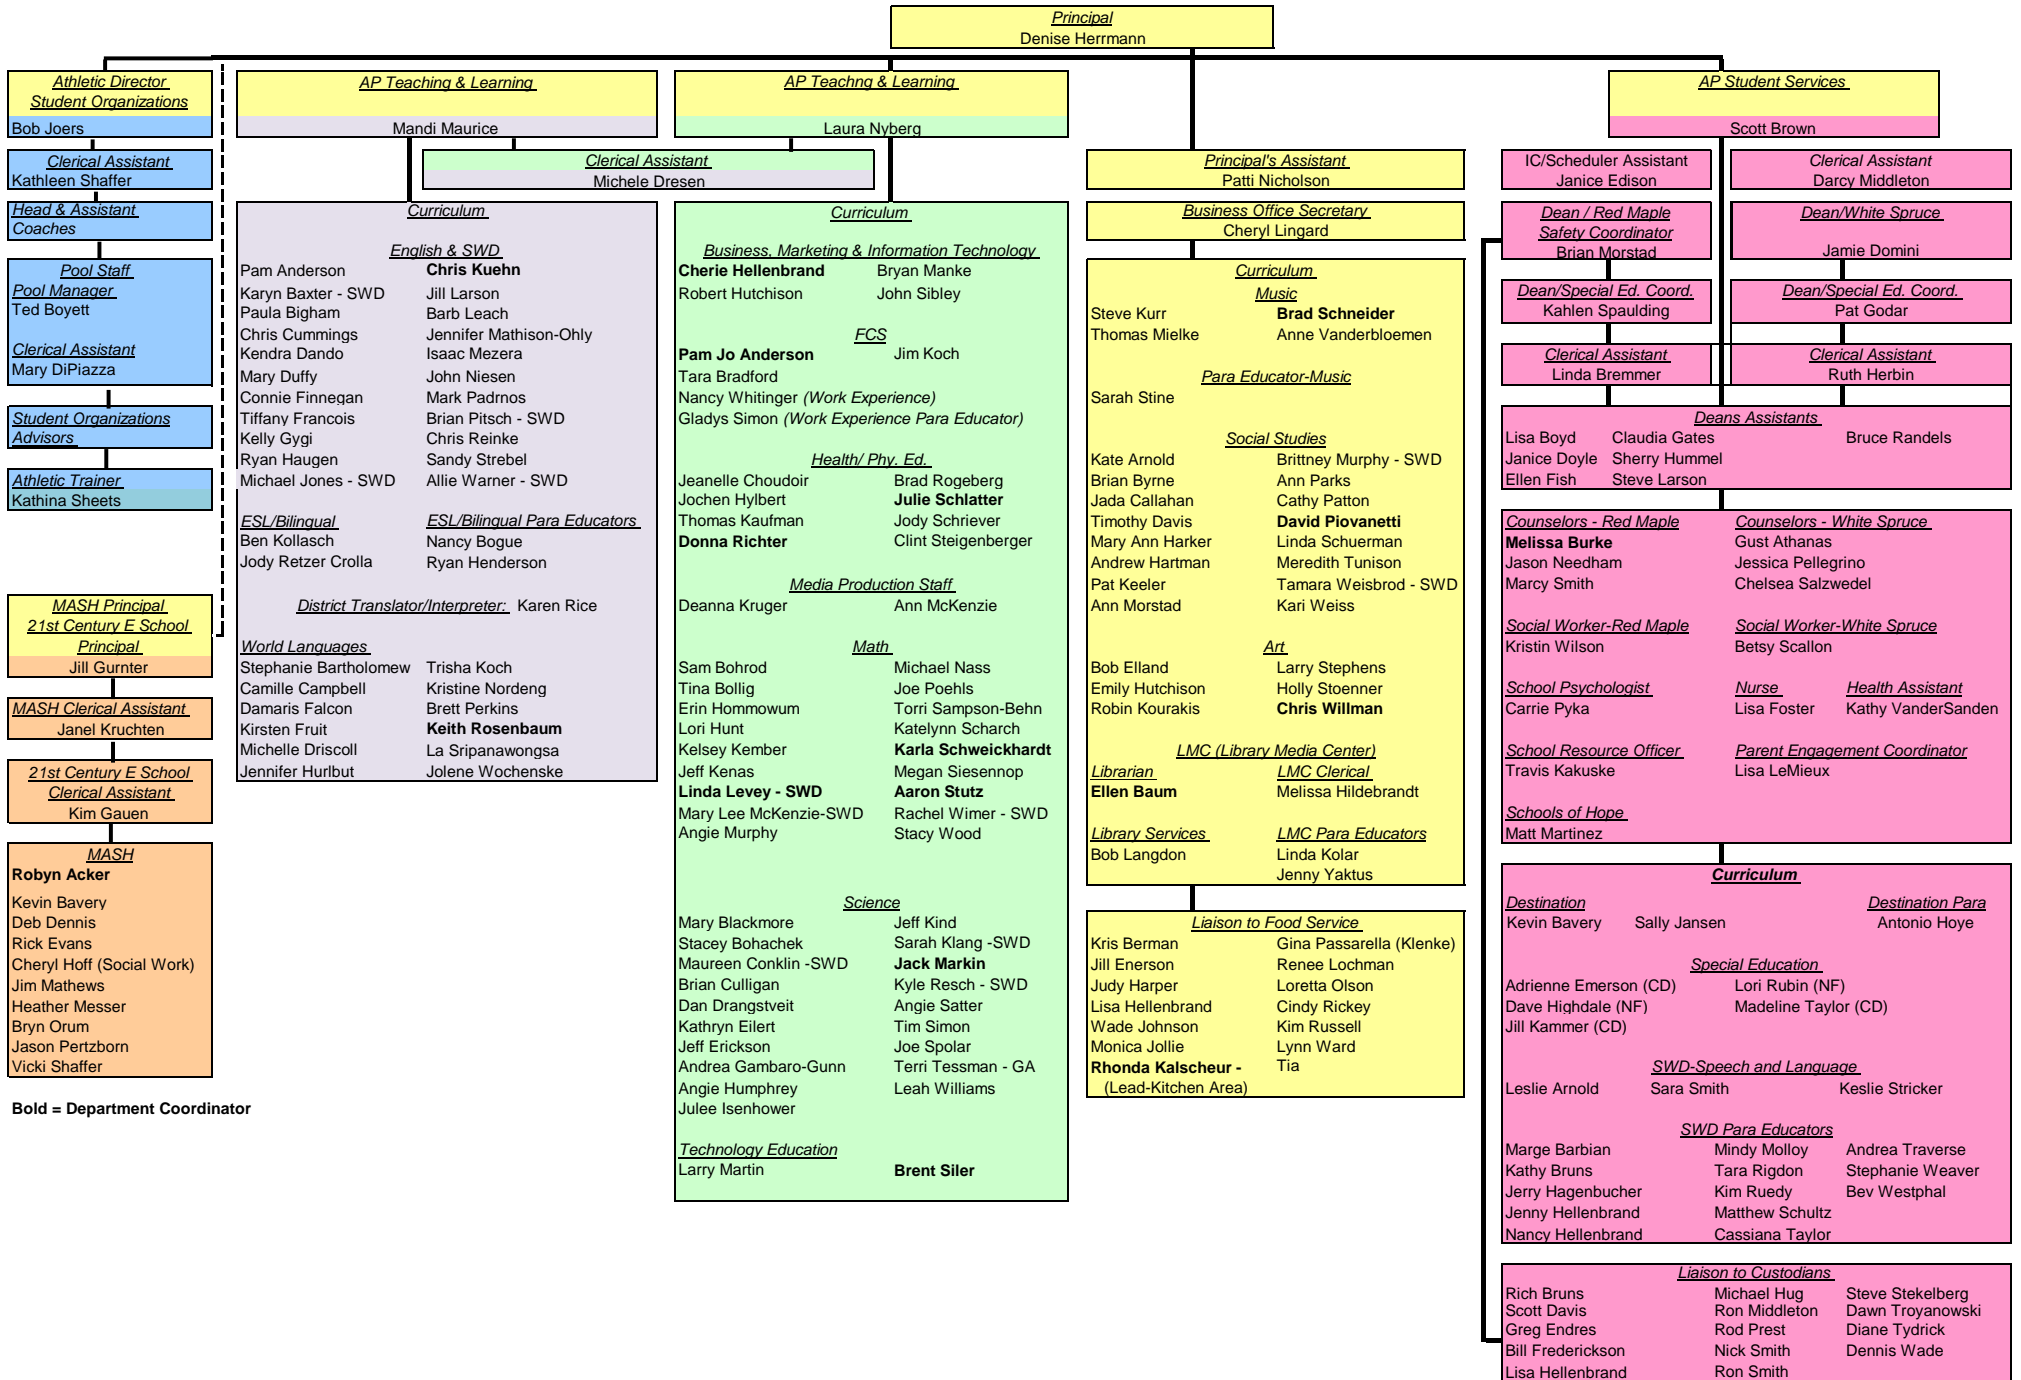 Principal
Denise Herrmann
Athletic Director
Student Organizations
Bob Joers
Clerical Assistant
Kathleen Shaffer
Head & Assistant
Coaches
Pool Staff
Pool Manager
Ted Boyett
Clerical Assistant
Mary DiPiazza
Student Organizations
Advisors
Athletic Trainer
Kathina Sheets
MASH Principal
21st Century E School
Principal
Jill Gurnter
MASH Clerical Assistant
Janel Kruchten
21st Century E School
Clerical Assistant
Kim Gauen
MASH
Robyn Acker
Kevin Bavery
Deb Dennis
Rick Evans
Cheryl Hoff (Social Work)
Jim Mathews
Heather Messer
Bryn Orum
Jason Pertzborn
Vicki Shaffer
Bold = Department Coordinator
AP Teaching & Learning
Mandi Maurice
AP Teachng & Learning
Laura Nyberg
Clerical Assistant
Michele Dresen
Curriculum
English & SWD
Pam Anderson Chris Kuehn
Karyn Baxter - SWD Jill Larson
Paula Bigham Barb Leach
Chris Cummings Jennifer Mathison-Ohly
Kendra Dando Isaac Mezera
Mary Duffy John Niesen
Connie Finnegan Mark Padrnos
Tiffany Francois Brian Pitsch - SWD
Kelly Gygi Chris Reinke
Ryan Haugen Sandy Strebel
Michael Jones - SWD Allie Warner - SWD
ESL/Bilingual ESL/Bilingual Para Educators
Ben Kollasch Nancy Bogue
Jody Retzer Crolla Ryan Henderson
District Translator/Interpreter: Karen Rice
World Languages
Stephanie Bartholomew Trisha Koch
Camille Campbell Kristine Nordeng
Damaris Falcon Brett Perkins
Kirsten Fruit Keith Rosenbaum
Michelle Driscoll La Sripanawongsa
Jennifer Hurlbut Jolene Wochenske
Curriculum
Business, Marketing & Information Technology
Cherie Hellenbrand Bryan Manke
Robert Hutchison John Sibley
FCS
Pam Jo Anderson Jim Koch
Tara Bradford
Nancy Whitinger (Work Experience)
Gladys Simon (Work Experience Para Educator)
Health/ Phy. Ed.
Jeanelle Choudoir Brad Rogeberg
Jochen Hylbert Julie Schlatter
Thomas Kaufman Jody Schriever
Donna Richter Clint Steigenberger
Media Production Staff
Deanna Kruger Ann McKenzie
Math
Sam Bohrod Michael Nass
Tina Bollig Joe Poehls
Erin Hommowum Torri Sampson-Behn
Lori Hunt Katelynn Scharch
Kelsey Kember Karla Schweickhardt
Jeff Kenas Megan Siesennop
Linda Levey - SWD Aaron Stutz
Mary Lee McKenzie-SWD Rachel Wimer - SWD
Angie Murphy Stacy Wood
Science
Mary Blackmore Jeff Kind
Stacey Bohachek Sarah Klang -SWD
Maureen Conklin -SWD Jack Markin
Brian Culligan Kyle Resch - SWD
Dan Drangstveit Angie Satter
Kathryn Eilert Tim Simon
Jeff Erickson Joe Spolar
Andrea Gambaro-Gunn Terri Tessman - GA
Angie Humphrey Leah Williams
Julee Isenhower
Technology Education
Larry Martin Brent Siler
Principal's Assistant
Patti Nicholson
Business Office Secretary
Cheryl Lingard
Curriculum
Music
Steve Kurr Brad Schneider
Thomas Mielke Anne Vanderbloemen
Para Educator-Music
Sarah Stine
Social Studies
Kate Arnold Brittney Murphy - SWD
Brian Byrne Ann Parks
Jada Callahan Cathy Patton
Timothy Davis David Piovanetti
Mary Ann Harker Linda Schuerman
Andrew Hartman Meredith Tunison
Pat Keeler Tamara Weisbrod - SWD
Ann Morstad Kari Weiss
Art
Bob Elland Larry Stephens
Emily Hutchison Holly Stoenner
Robin Kourakis Chris Willman
LMC (Library Media Center)
Librarian LMC Clerical
Ellen Baum Melissa Hildebrandt
Library Services LMC Para Educators
Bob Langdon Linda Kolar
Jenny Yaktus
Liaison to Food Service
Kris Berman Gina Passarella (Klenke)
Jill Enerson Renee Lochman
Judy Harper Loretta Olson
Lisa Hellenbrand Cindy Rickey
Wade Johnson Kim Russell
Monica Jollie Lynn Ward
Rhonda Kalscheur - Tia
(Lead-Kitchen Area)
AP Student Services
Scott Brown
IC/Scheduler Assistant
Janice Edison
Clerical Assistant
Darcy Middleton
Dean / Red Maple
Safety Coordinator
Brian Morstad
Dean/White Spruce
Jamie Domini
Dean/Special Ed. Coord.
Kahlen Spaulding
Dean/Special Ed. Coord.
Pat Godar
Clerical Assistant
Linda Bremmer
Clerical Assistant
Ruth Herbin
Deans Assistants
Lisa Boyd Claudia Gates Bruce Randels
Janice Doyle Sherry Hummel
Ellen Fish Steve Larson
Counselors - Red Maple Counselors - White Spruce
Melissa Burke Gust Athanas
Jason Needham Jessica Pellegrino
Marcy Smith Chelsea Salzwedel
Social Worker-Red Maple Social Worker-White Spruce
Kristin Wilson Betsy Scallon
School Psychologist Nurse Health Assistant
Carrie Pyka Lisa Foster Kathy VanderSanden
School Resource Officer Parent Engagement Coordinator
Travis Kakuske Lisa LeMieux
Schools of Hope
Matt Martinez
Curriculum
Destination Destination Para
Kevin Bavery Sally Jansen Antonio Hoye
Special Education
Adrienne Emerson (CD) Lori Rubin (NF)
Dave Highdale (NF) Madeline Taylor (CD)
Jill Kammer (CD)
SWD-Speech and Language
Leslie Arnold Sara Smith Keslie Stricker
SWD Para Educators
Marge Barbian Mindy Molloy Andrea Traverse
Kathy Bruns Tara Rigdon Stephanie Weaver
Jerry Hagenbucher Kim Ruedy Bev Westphal
Jenny Hellenbrand Matthew Schultz
Nancy Hellenbrand Cassiana Taylor
Liaison to Custodians
Rich Bruns Michael Hug Steve Stekelberg
Scott Davis Ron Middleton Dawn Troyanowski
Greg Endres Rod Prest Diane Tydrick
Bill Frederickson Nick Smith Dennis Wade
Lisa Hellenbrand Ron Smith